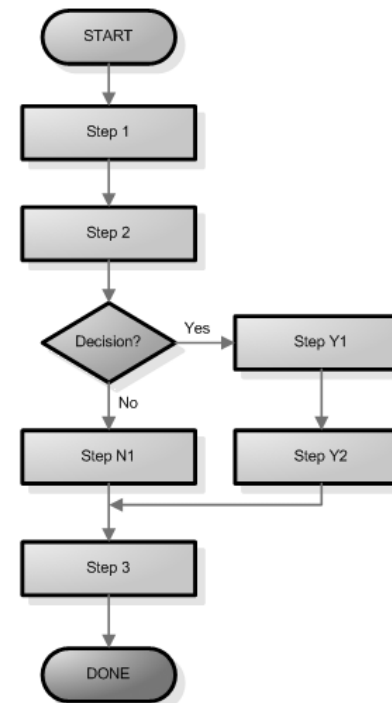 START
Step 1
Step 2
Decision?
Yes
Step Y1
No
Step N1
Step Y2
Step 3
DONE